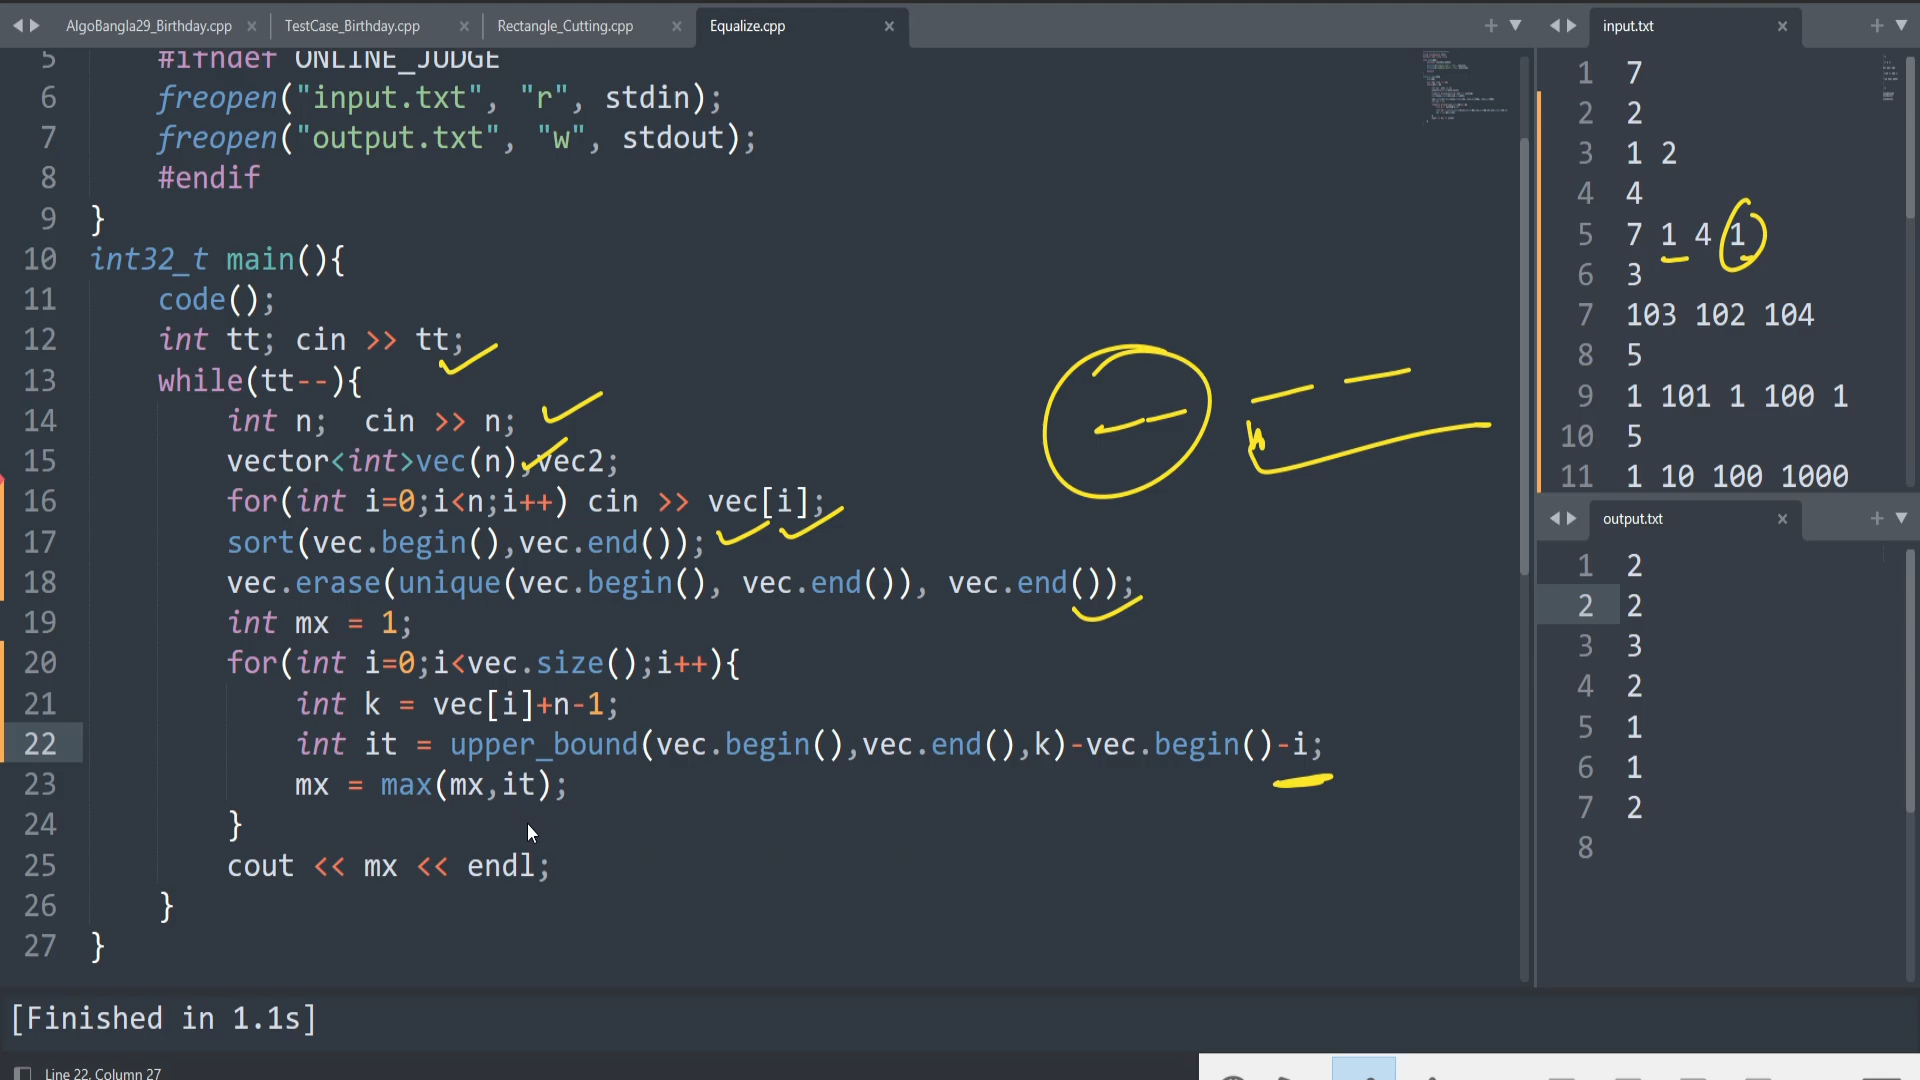 AlgoBangla29_Birthday.cpp
TestCase_Birthday.cpp
Rectangle_Cutting.cpp
Equalize.cpp
5 #ifndef ONLINE_JUDGE
6 freopen("input.txt", "r", stdin);
7 freopen("output.txt", "w", stdout);
8 #endif
9 }
10 int32_t main(){
11 code();
12 int tt; cin >> tt;
13 while(tt--){
14 int n; cin >> n;
15 vector<int>vec(n),vec2;
16 for(int i=0;i<n;i++) cin >> vec[i];
17 sort(vec.begin(),vec.end());
18 vec.erase(unique(vec.begin(), vec.end()), vec.end());
19 int mx = 1;
20 for(int i=0;i<vec.size();i++){
21 int k = vec[i]+n-1;
22 int it = upper_bound(vec.begin(),vec.end(),k)-vec.begin()-i;
23 mx = max(mx,it);
24 }
25 cout << mx << endl;
26 }
27 }
[Finished in 1.1s]
Line 22, Column 27
input.txt
1 7
2 2
3 1 2
4 4
5 7 1 4 1
6 3
7 103 102 104
8 5
9 1 101 1 100 1
10 5
11 1 10 100 1000
output.txt
1 2
2 2
3 3
4 2
5 1
6 1
7 2
8